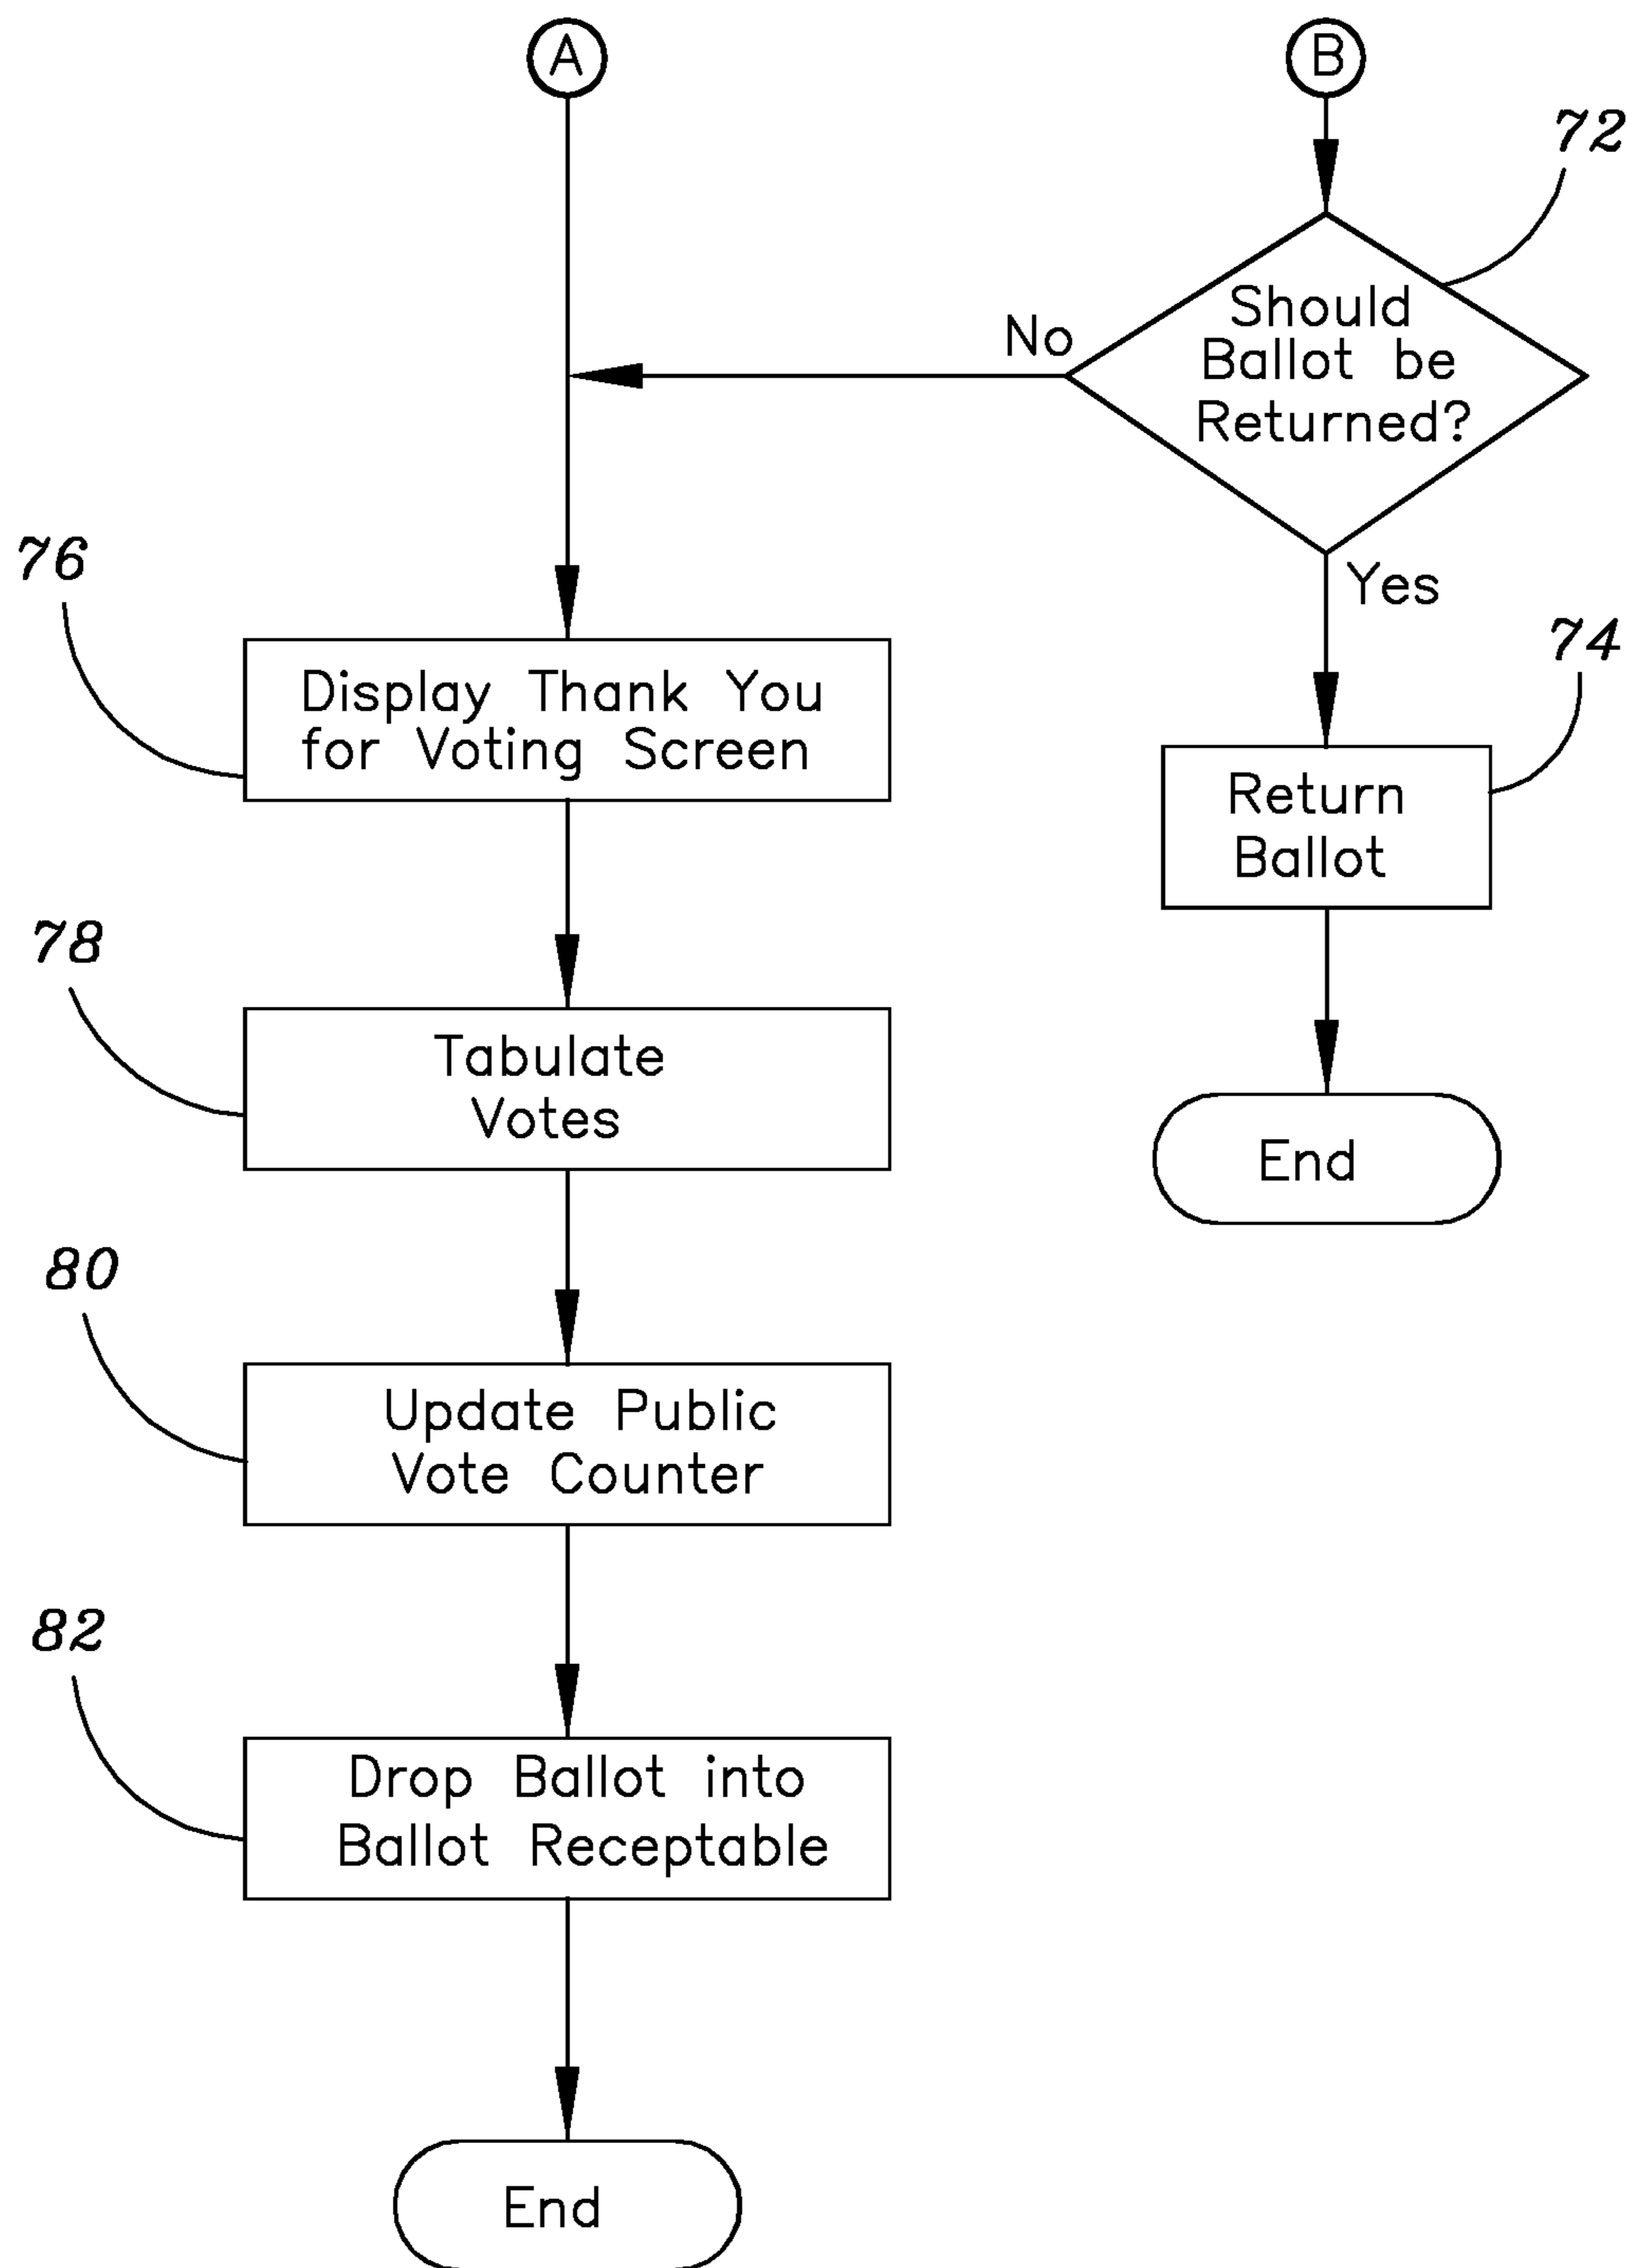 A
B
72
Should
Ballot be
Returned?
No
Yes
76
74
Display Thank You
for Voting Screen
Return
Ballot
78
Tabulate
Votes
End
80
Update Public
Vote Counter
82
Drop Ballot into
Ballot Receptable
End